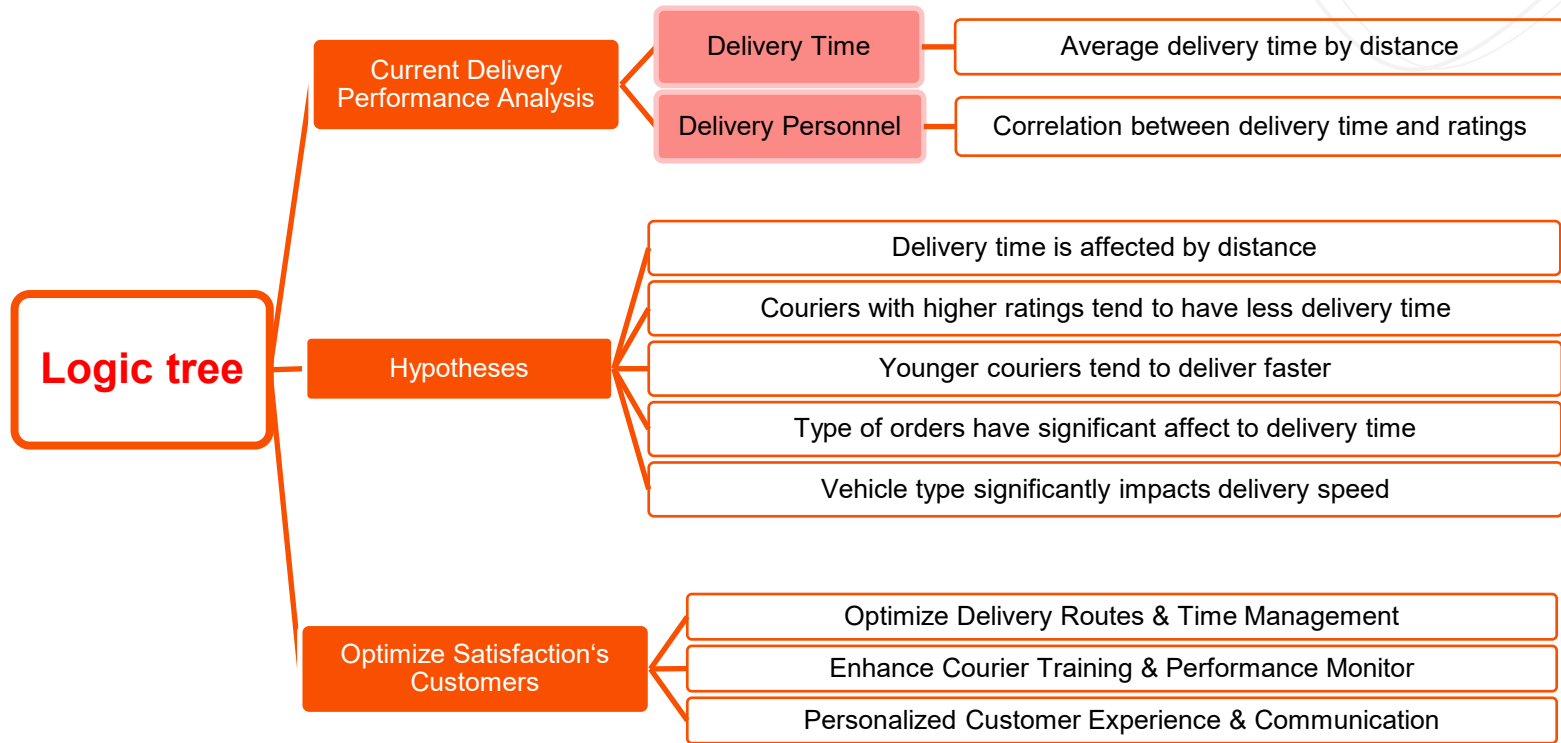 Logic tree
Current Delivery
Performance Analysis
Delivery Time
Average delivery time by distance
Delivery Personnel
Correlation between delivery time and ratings
Hypotheses
Delivery time is affected by distance
Couriers with higher ratings tend to have less delivery time
Younger couriers tend to deliver faster
Type of orders have significant affect to delivery time
Vehicle type significantly impacts delivery speed
Optimize Satisfaction‘s
Customers
Optimize Delivery Routes & Time Management
Enhance Courier Training & Performance Monitor
Personalized Customer Experience & Communication